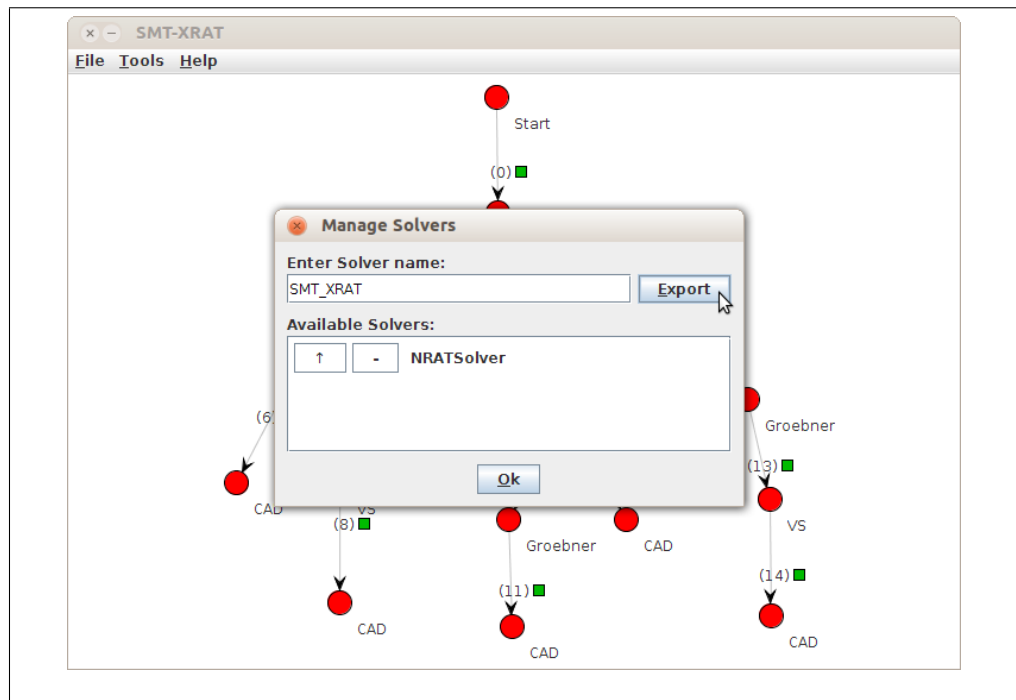 SMT-XRAT
File Tools Help
Start
(0)
Manage Solvers
Enter Solver name:
SMT_XRAT
Export
Available Solvers:
↑ - NRATSolver
Ok
(6)
Groebner
(13)
CAD
VS
(8)
VS
Groebner
CAD
(11)
(14)
CAD
CAD
CAD